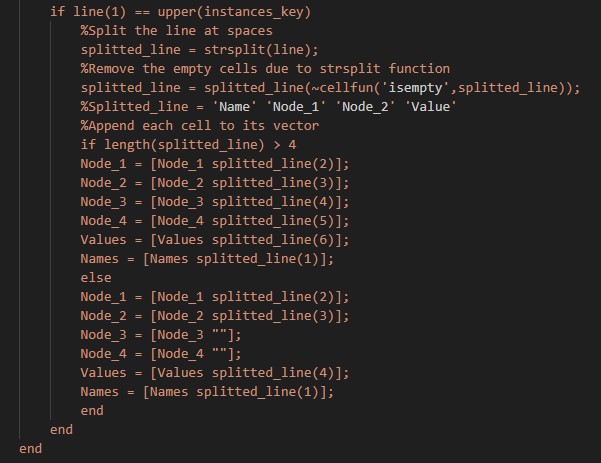 if line(1) == upper(instances_key)
%Split the line at spaces
splitted_line = strsplit(line);
%Remove the empty cells due to strsplit function
splitted_line = splitted_line(~cellfun('isempty',splitted_line));
%Splitted_line = 'Name' 'Node_1' 'Node_2' 'Value'
%Append each cell to its vector
if length(splitted_line) > 4
Node_1 = [Node_1 splitted_line(2)];
Node_2 = [Node_2 splitted_line(3)];
Node_3 = [Node_3 splitted_line(4)];
Node_4 = [Node_4 splitted_line(5)];
Values = [Values splitted_line(6)];
Names = [Names splitted_line(1)];
else
Node_1 = [Node_1 splitted_line(2)];
Node_2 = [Node_2 splitted_line(3)];
Node_3 = [Node_3 ""];
Node_4 = [Node_4 ""];
Values = [Values splitted_line(4)];
Names = [Names splitted_line(1)];
end
end
end